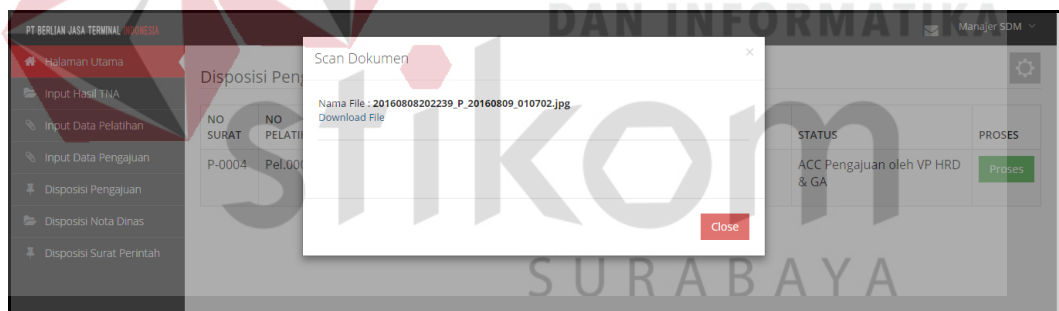 DAN INFORMATIKA
PT BERLIAN JASA TERMINAL INDONESIA
Manajer SDM
Halaman Utama
Input Hasil TNA
Input Data Pelatihan
Input Data Pengajuan
Disposisi Pengajuan
Disposisi Nota Dinas
Disposisi Surat Perintah
Disposisi Peng
Scan Dokumen
×
Nama File : 20160808202239_P_20160809_010702.jpg
Download File
Close
NO SURAT
NO
STATUS
PROSES
P-0004
Pel.000
ACC Pengajuan oleh VP HRD
& GA
Proses
stikom
SURABAYA